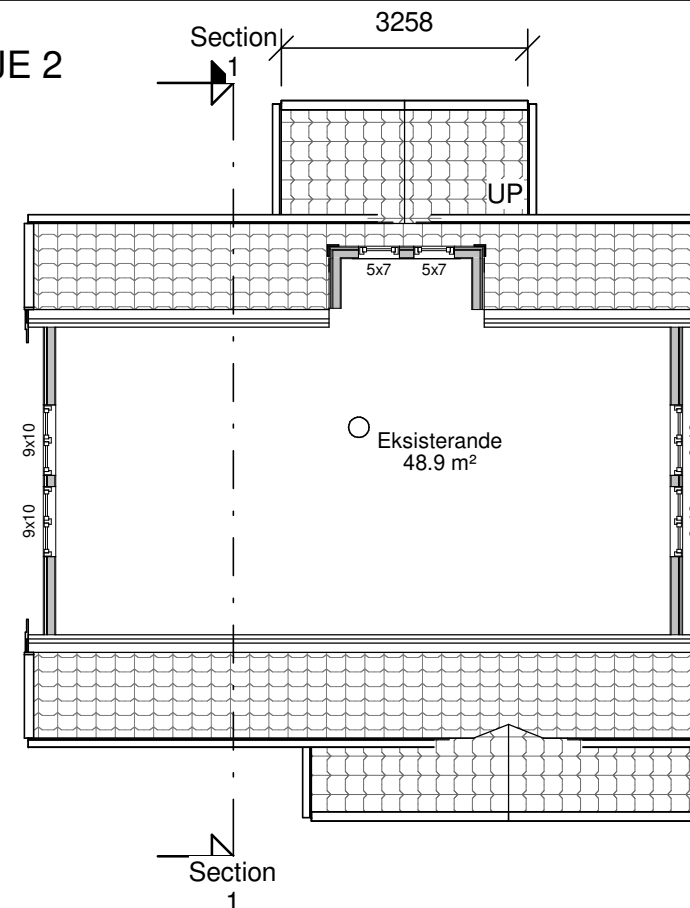 3258
Section
1
JE 2
UP
5x7 5x7
9x10
Eksisterande
48.9 m²
9x10
Section
1